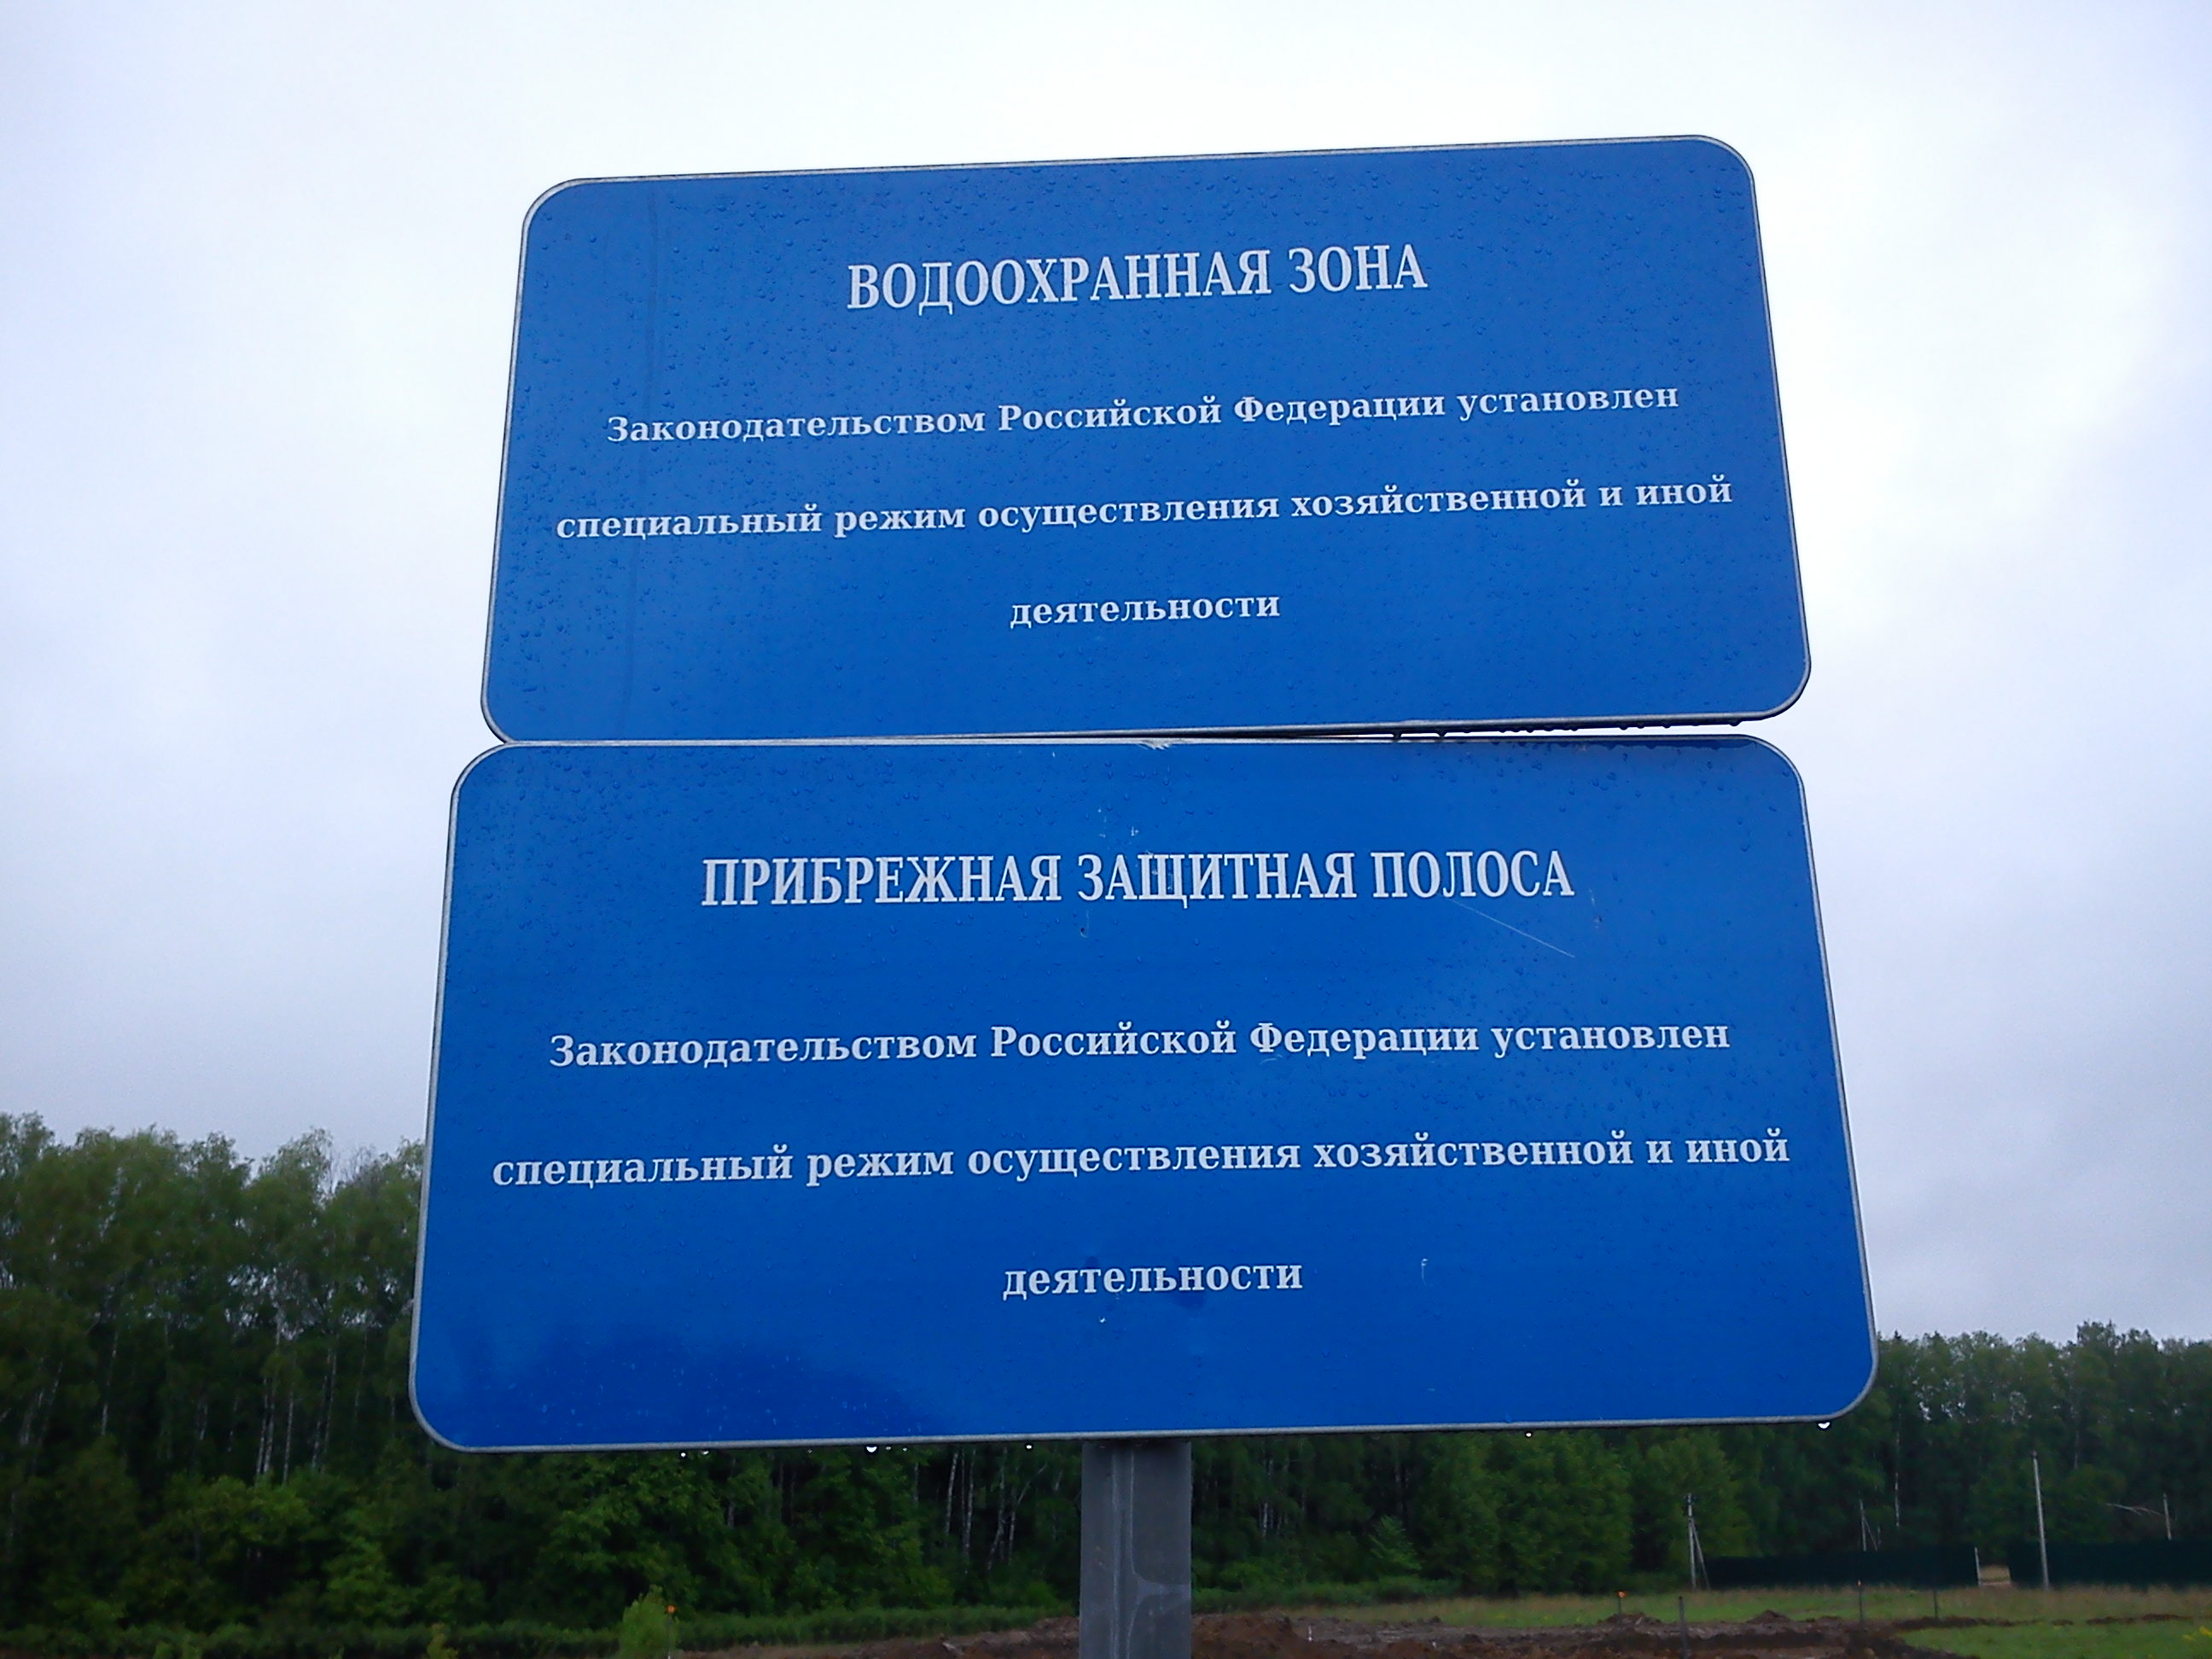 ВОДООХРАННАЯ ЗОНА
Законодательством Российской Федерации установлен
специальный режим осуществления хозяйственной и иной
деятельности
ПРИБРЕЖНАЯ ЗАЩИТНАЯ ПОЛОСА
Законодательством Российской Федерации установлен
специальный режим осуществления хозяйственной и иной
деятельности